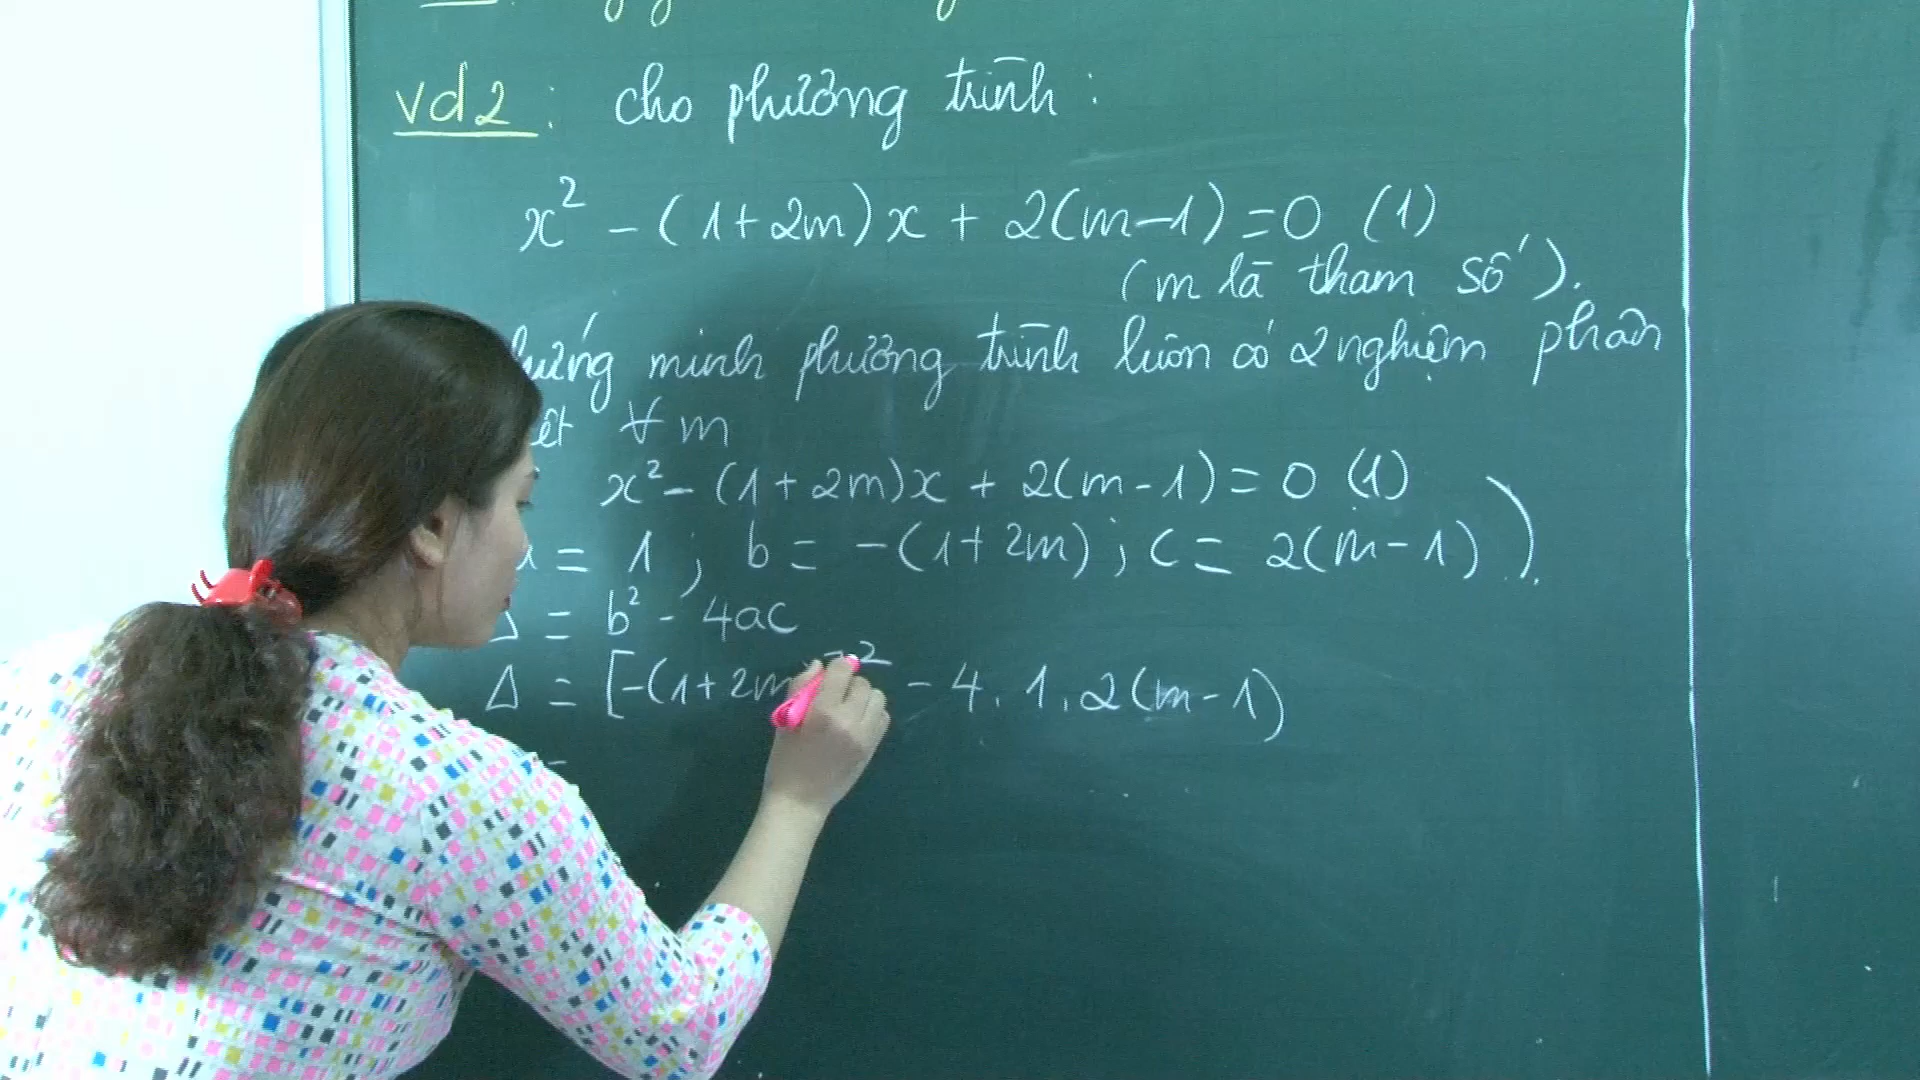 vd2: cho phương trình:
x² - (1+2m)x + 2(m-1) = 0 (1)
(m là tham số).
minh phương trình luôn có 2 nghiệm phân
∀ m
x² - (1+2m)x + 2(m-1) = 0 (1)
= 1; b = -(1+2m); c = 2(m-1)).
Δ = b² - 4ac
Δ = [-(1+2m ]² - 4.1.2(m-1)
=